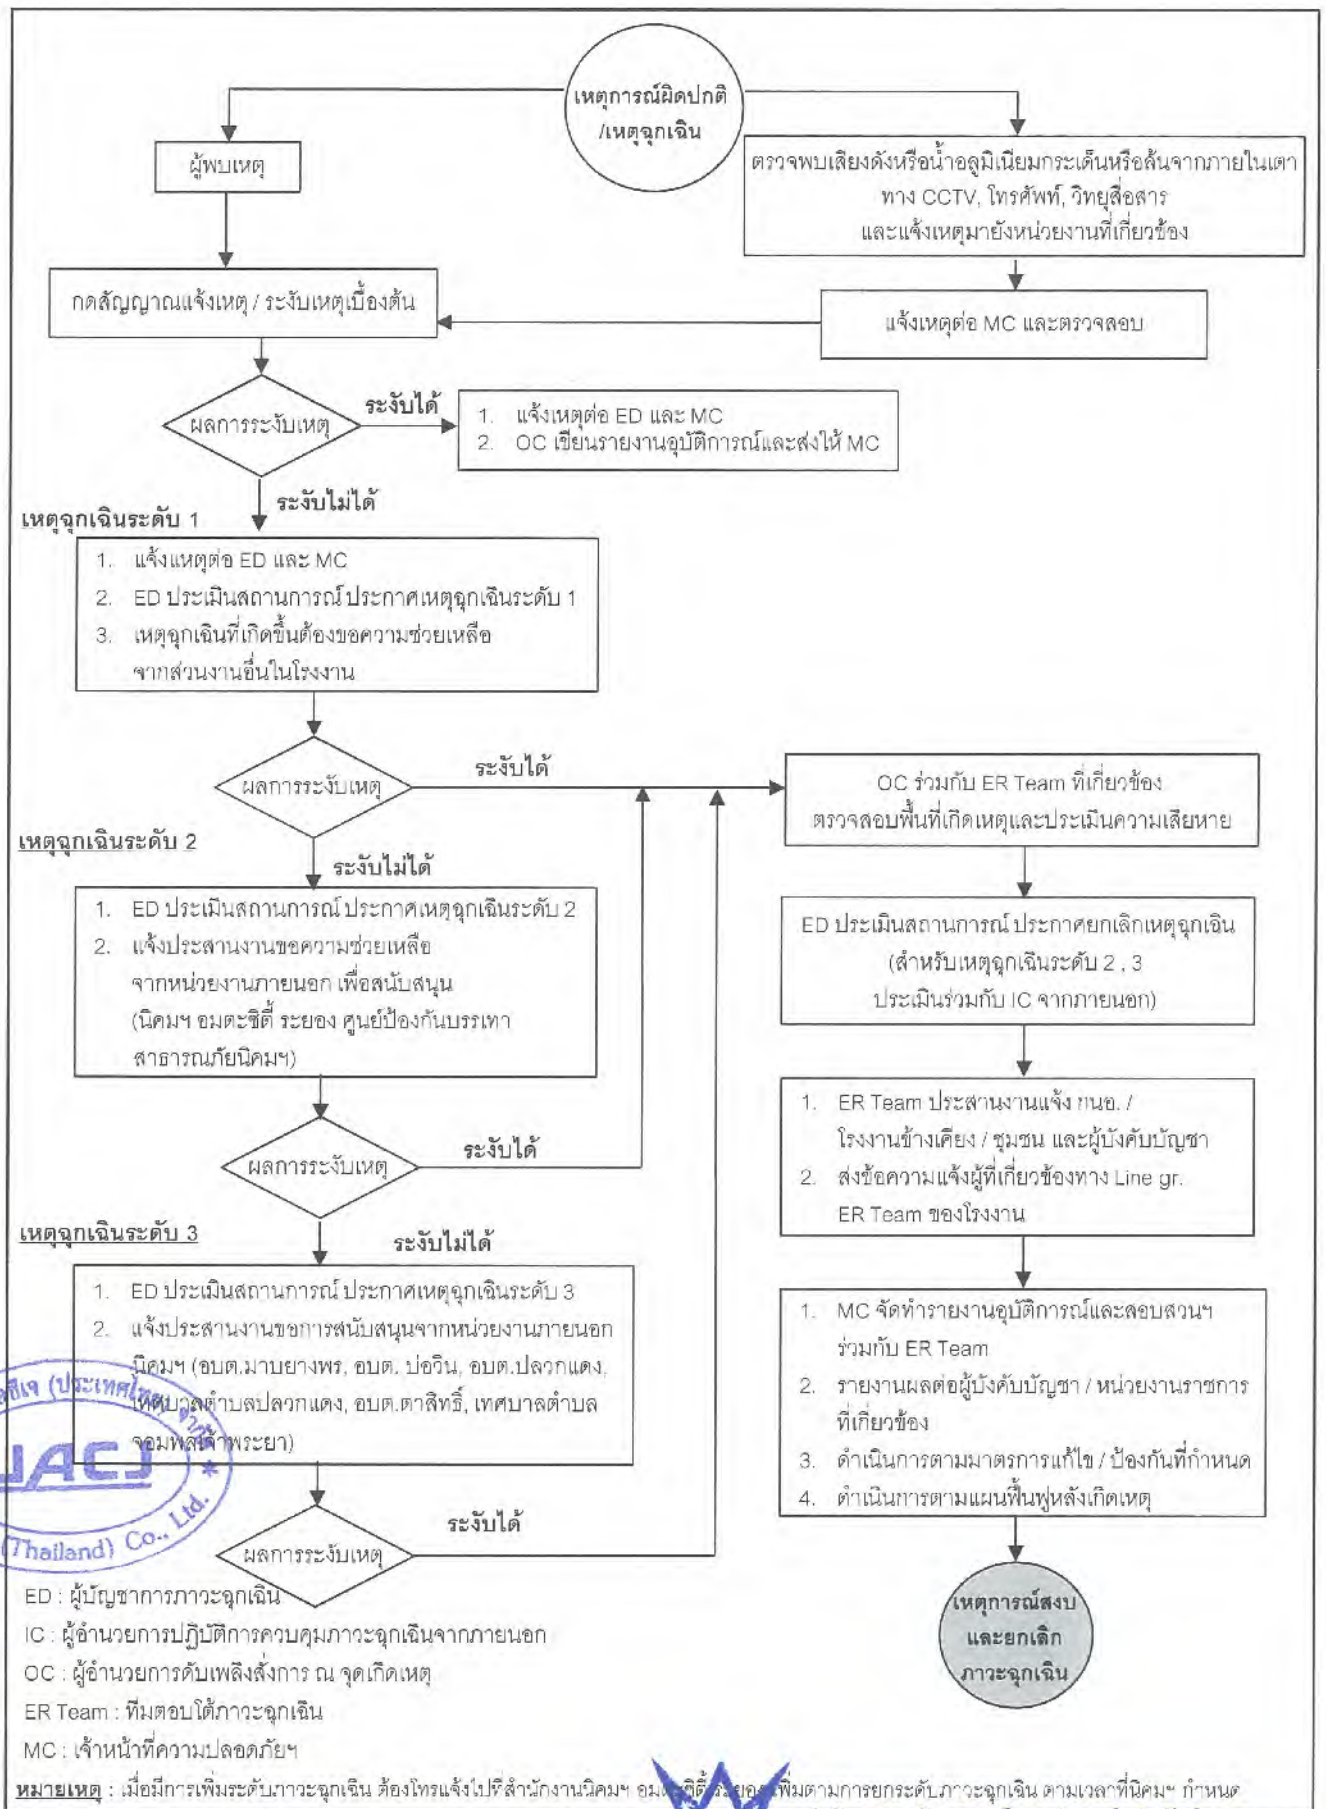 เหตุการณ์ผิดปกติ
/เหตุฉุกเฉิน
ผู้พบเหตุ
ตรวจพบเสียงดังหรือน้ำอลูมิเนียมกระเด็นหรือล้นจากภายในเตา
ทาง CCTV, โทรศัพท์, วิทยุสื่อสาร
และแจ้งเหตุมายังหน่วยงานที่เกี่ยวข้อง
กดสัญญาณแจ้งเหตุ / ระงับเหตุเบื้องต้น
แจ้งเหตุต่อ MC และตรวจสอบ
ผลการระงับเหตุ
ระงับได้
1. แจ้งเหตุต่อ ED และ MC
2. OC เขียนรายงานอุบัติการณ์และส่งให้ MC
ระงับไม่ได้
เหตุฉุกเฉินระดับ 1
1. แจ้งแหตุต่อ ED และ MC
2. ED ประเมินสถานการณ์ ประกาศเหตุฉุกเฉินระดับ 1
3. เหตุฉุกเฉินที่เกิดขึ้นต้องขอความช่วยเหลือ
จากส่วนงานอื่นในโรงงาน
ผลการระงับเหตุ
ระงับได้
ระงับไม่ได้
เหตุฉุกเฉินระดับ 2
1. ED ประเมินสถานการณ์ ประกาศเหตุฉุกเฉินระดับ 2
2. แจ้งประสานงานขอความช่วยเหลือ
จากหน่วยงานภายนอก เพื่อสนับสนุน
(นิคมฯ อมตะซิตี้ ระยอง ศูนย์ป้องกันบรรเทา
สาธารณภัยนิคมฯ)
ผลการระงับเหตุ
ระงับได้
ระงับไม่ได้
เหตุฉุกเฉินระดับ 3
1. ED ประเมินสถานการณ์ ประกาศเหตุฉุกเฉินระดับ 3
2. แจ้งประสานงานขอการสนับสนุนจากหน่วยงานภายนอก
นิคมฯ (อบต.มาบยางพร, อบต. บ่อวิน, อบต.ปลวกแดง,
เทศบาลตำบลปลวกแดง, อบต.ตาสิทธิ์, เทศบาลตำบล
จอมพลเจ้าพระยา)
ผลการระงับเหตุ
ระงับได้
OC ร่วมกับ ER Team ที่เกี่ยวข้อง
ตรวจสอบพื้นที่เกิดเหตุและประเมินความเสียหาย
ED ประเมินสถานการณ์ ประกาศยกเลิกเหตุฉุกเฉิน
(สำหรับเหตุฉุกเฉินระดับ 2 , 3
ประเมินร่วมกับ IC จากภายนอก)
1. ER Team ประสานงานแจ้ง กนอ. /
โรงงานข้างเคียง / ชุมชน และผู้บังคับบัญชา
2. ส่งข้อความแจ้งผู้ที่เกี่ยวข้องทาง Line gr.
ER Team ของโรงงาน
1. MC จัดทำรายงานอุบัติการณ์และสอบสวนฯ
ร่วมกับ ER Team
2. รายงานผลต่อผู้บังคับบัญชา / หน่วยงานราชการ
ที่เกี่ยวข้อง
3. ดำเนินการตามมาตรการแก้ไข / ป้องกันที่กำหนด
4. ดำเนินการตามแผนฟื้นฟูหลังเกิดเหตุ
เหตุการณ์สงบ
และยกเลิก
ภาวะฉุกเฉิน
(ประเทศไทย) จำกัด
(Thailand) Co., Ltd.
ED : ผู้บัญชาการภาวะฉุกเฉิน
IC : ผู้อำนวยการปฏิบัติการควบคุมภาวะฉุกเฉินจากภายนอก
OC : ผู้อำนวยการดับเพลิงสั่งการ ณ จุดเกิดเหตุ
ER Team : ทีมตอบโต้ภาวะฉุกเฉิน
MC : เจ้าหน้าที่ความปลอดภัยฯ
หมายเหตุ : เมื่อมีการเพิ่มระดับภาวะฉุกเฉิน ต้องโทรแจ้งไปที่สำนักงานนิคมฯ อมตะซิตี้ ระยอง เพิ่มตามการยกระดับภาวะฉุกเฉิน ตามเวลาที่นิคมฯ กำหนด